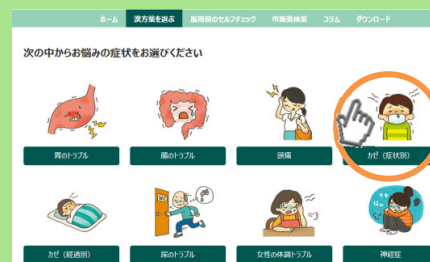 ホーム 漢方薬を選ぶ 服用前のセルフチェック 市販薬検索 コラム ダウンロード
次の中からお悩みの症状をお選びください
胃のトラブル 腸のトラブル 頭痛 カゼ（症状別）
WC
カゼ（経過別） 尿のトラブル 女性の体調トラブル 神経症